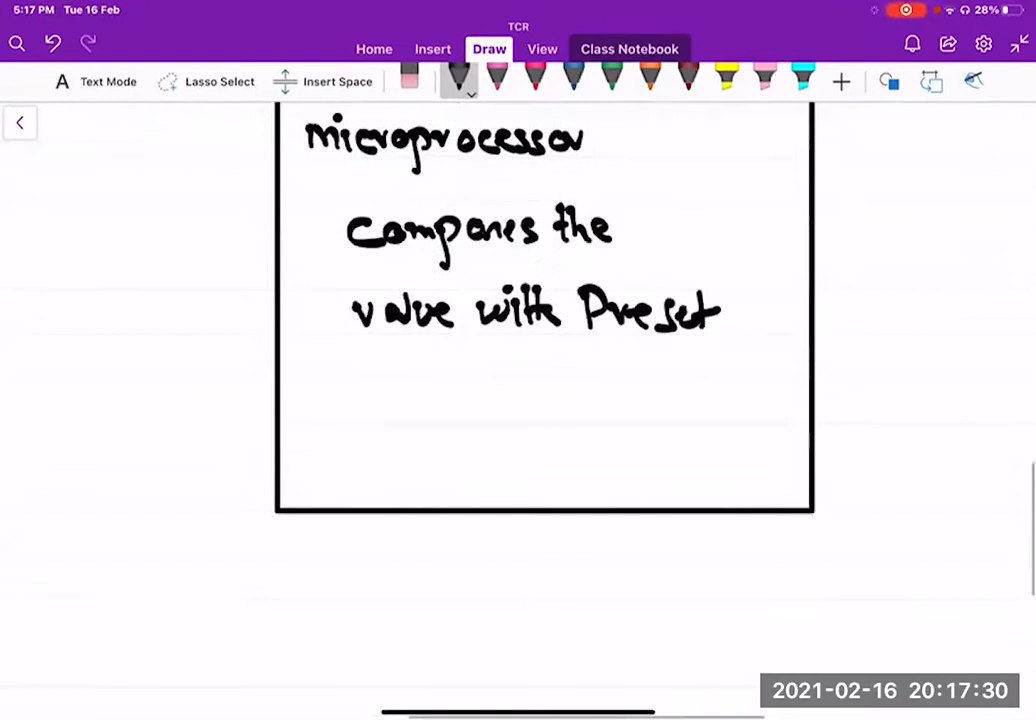 5:17 PM Tue 16 Feb
28%
TCR
Home Insert Draw View Class Notebook
A Text Mode Lasso Select Insert Space
microprocessor
compares the
value with Preset
2021-02-16 20:17:30